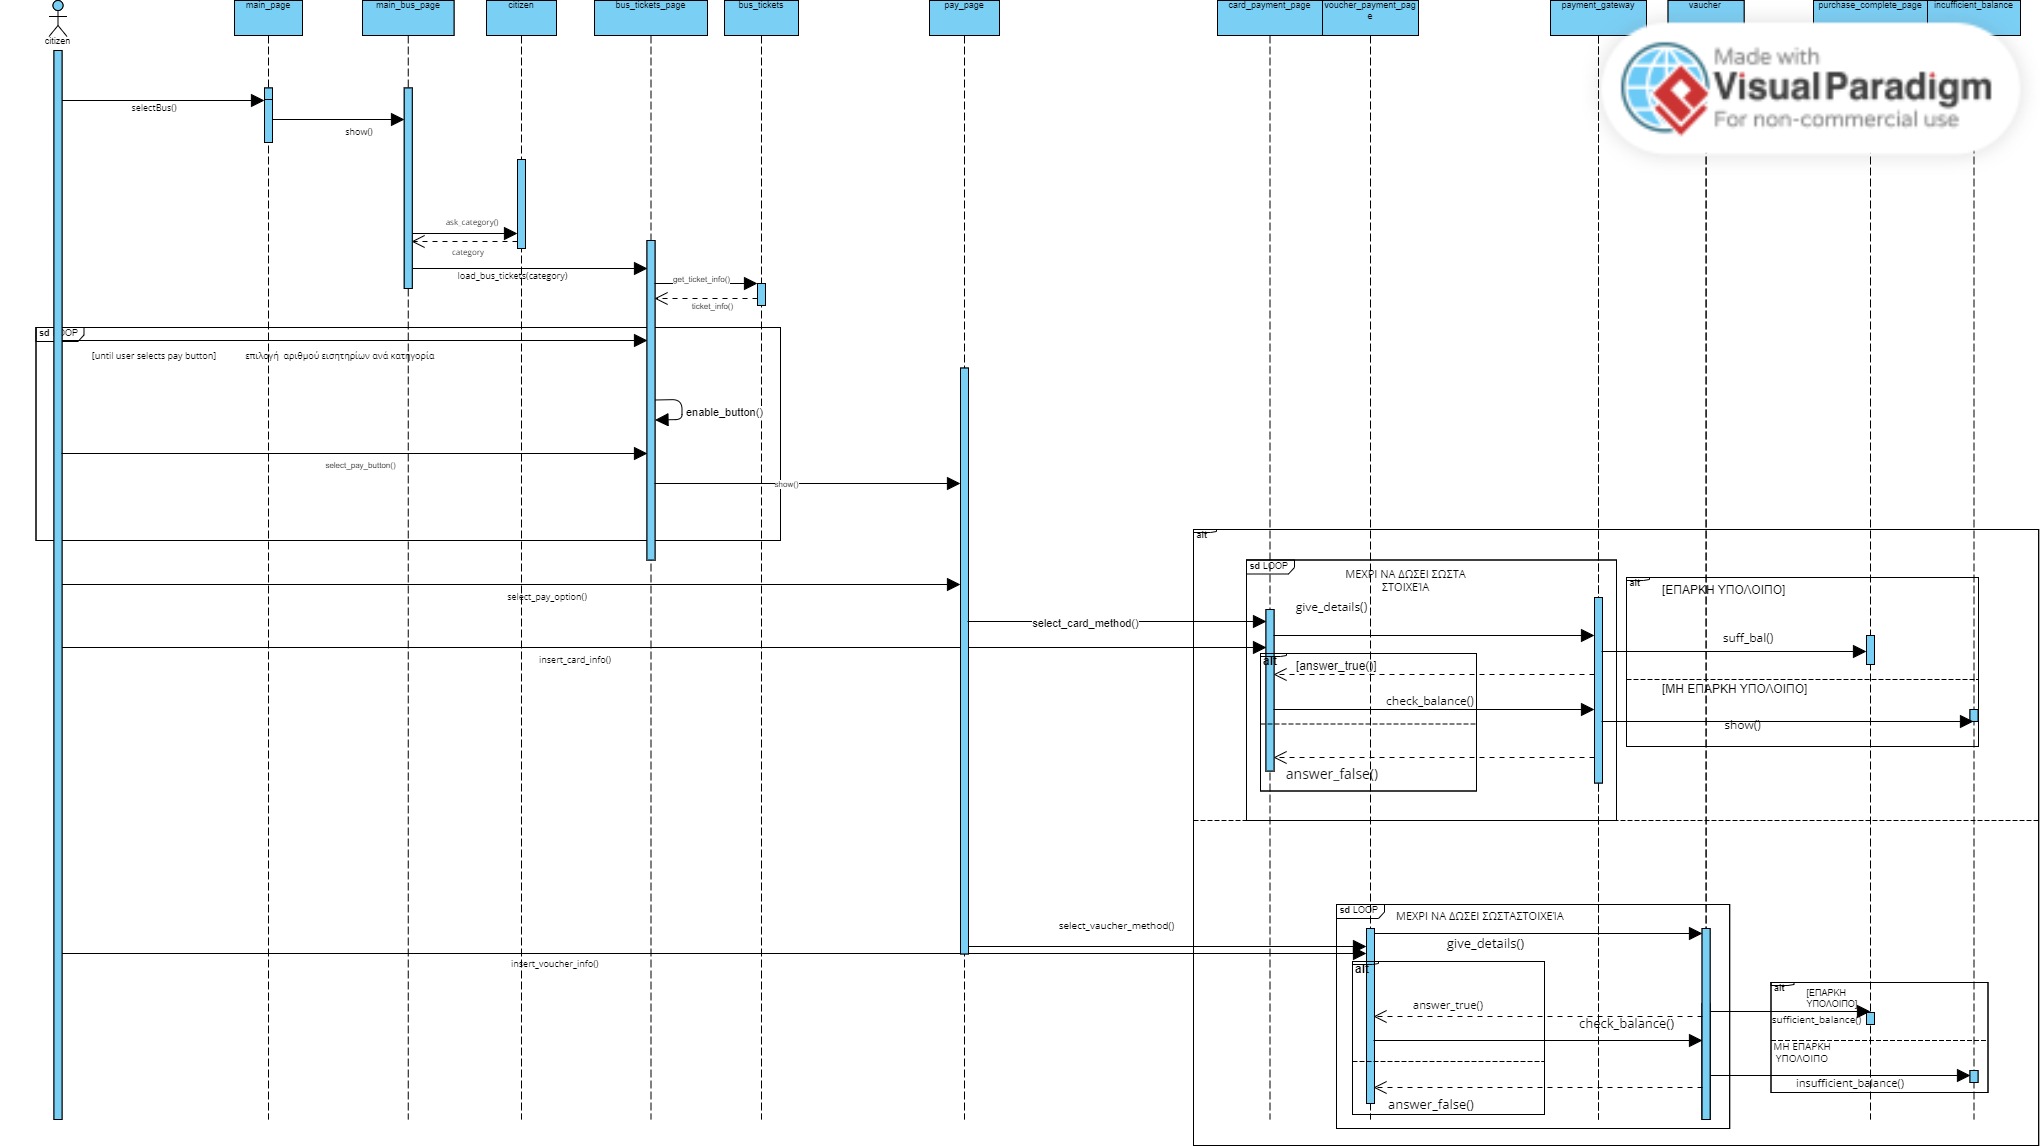 main_page
main_bus_page
citizen
bus_tickets_page
bus_tickets
pay_page
card_payment_page
voucher_payment_pag
e
payment_gateway
vaucher
purchase_complete_page
incufficient_balance
citizen
Made with
Visual Paradigm
For non-commercial use
selectBus()
show()
ask_category()
category
load_bus_tickets(category)
get_ticket_info()
ticket_info()
sd LOOP
[until user selects pay button]
επιλογή αριθμού εισητηρίων ανά κατηγορία
enable_button()
select_pay_button()
show()
alt
sd LOOP
ΜΕΧΡΙ ΝΑ ΔΩΣΕΙ ΣΩΣΤΑ
ΣΤΟΙΧΕΊΑ
alt
[ΕΠΑΡΚΗ ΥΠΟΛΟΙΠΟ]
select_pay_option()
give_details()
select_card_method()
suff_bal()
insert_card_info()
alt
[answer_true()]
[ΜΗ ΕΠΑΡΚΗ ΥΠΟΛΟΙΠΟ]
check_balance()
show()
answer_false()
sd LOOP
ΜΕΧΡΙ ΝΑ ΔΩΣΕΙ ΣΩΣΤΑΣΤΟΙΧΕΊΑ
select_vaucher_method()
give_details()
insert_voucher_info()
alt
alt
[ΕΠΑΡΚΗ
ΥΠΟΛΟΙΠΟ]
answer_true()
sufficient_balance()
check_balance()
ΜΗ ΕΠΑΡΚΗ
ΥΠΟΛΟΙΠΟ
insufficient_balance()
answer_false()